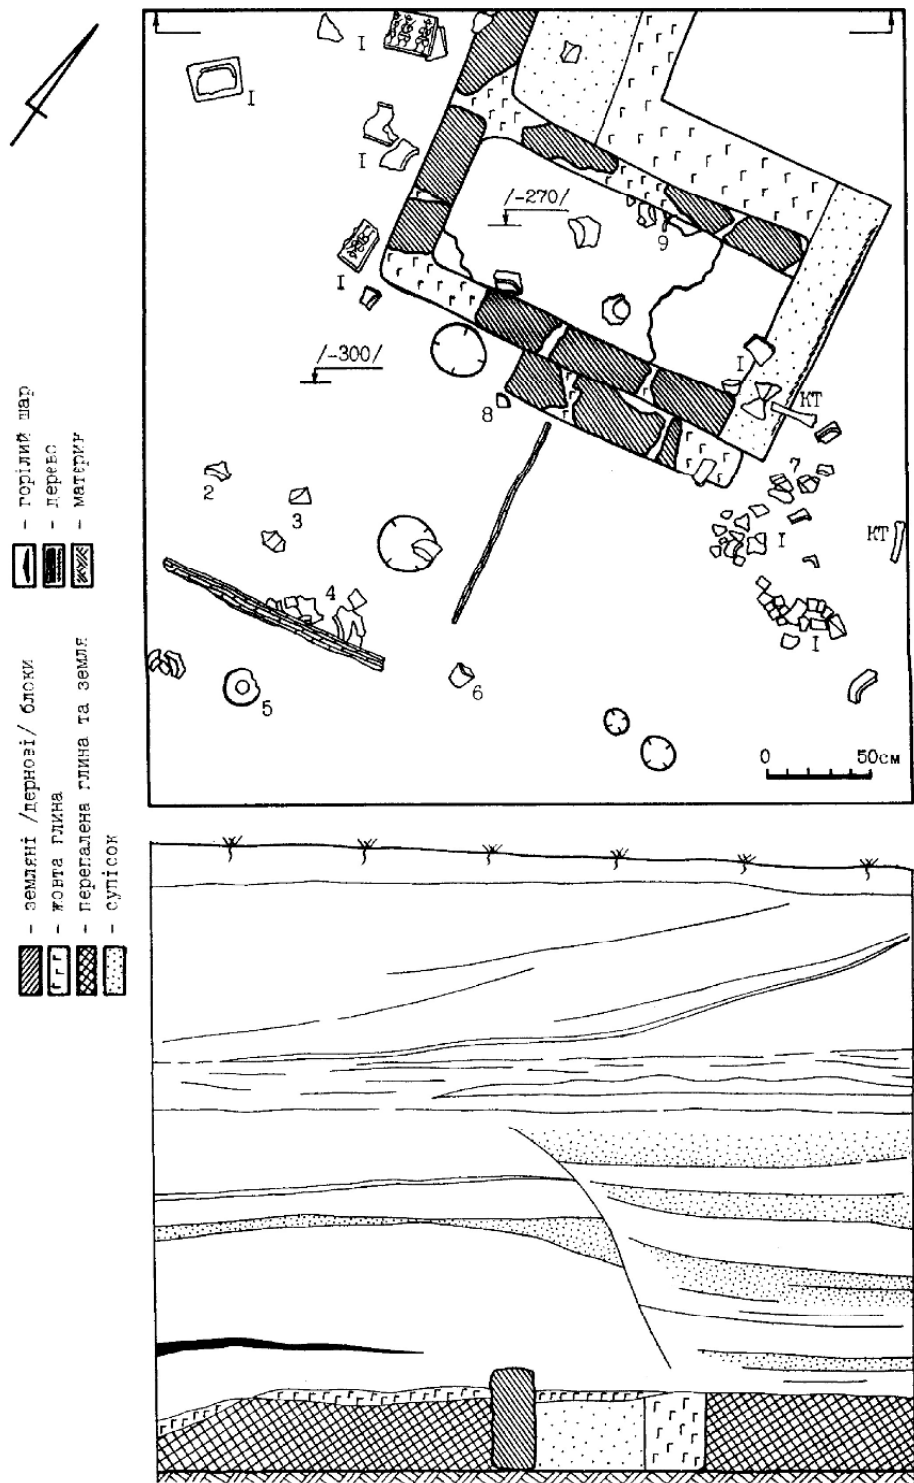 I
I
I
/-270/
9
I
/-300/
I
КТ
8
7
2
3
I
КТ
4
I
5
6
0 50см
- горілий шар
- дерево
- материк
- земляні /дернові/ блоки
- жовта глина
- перепалена глина та земля
- супісок